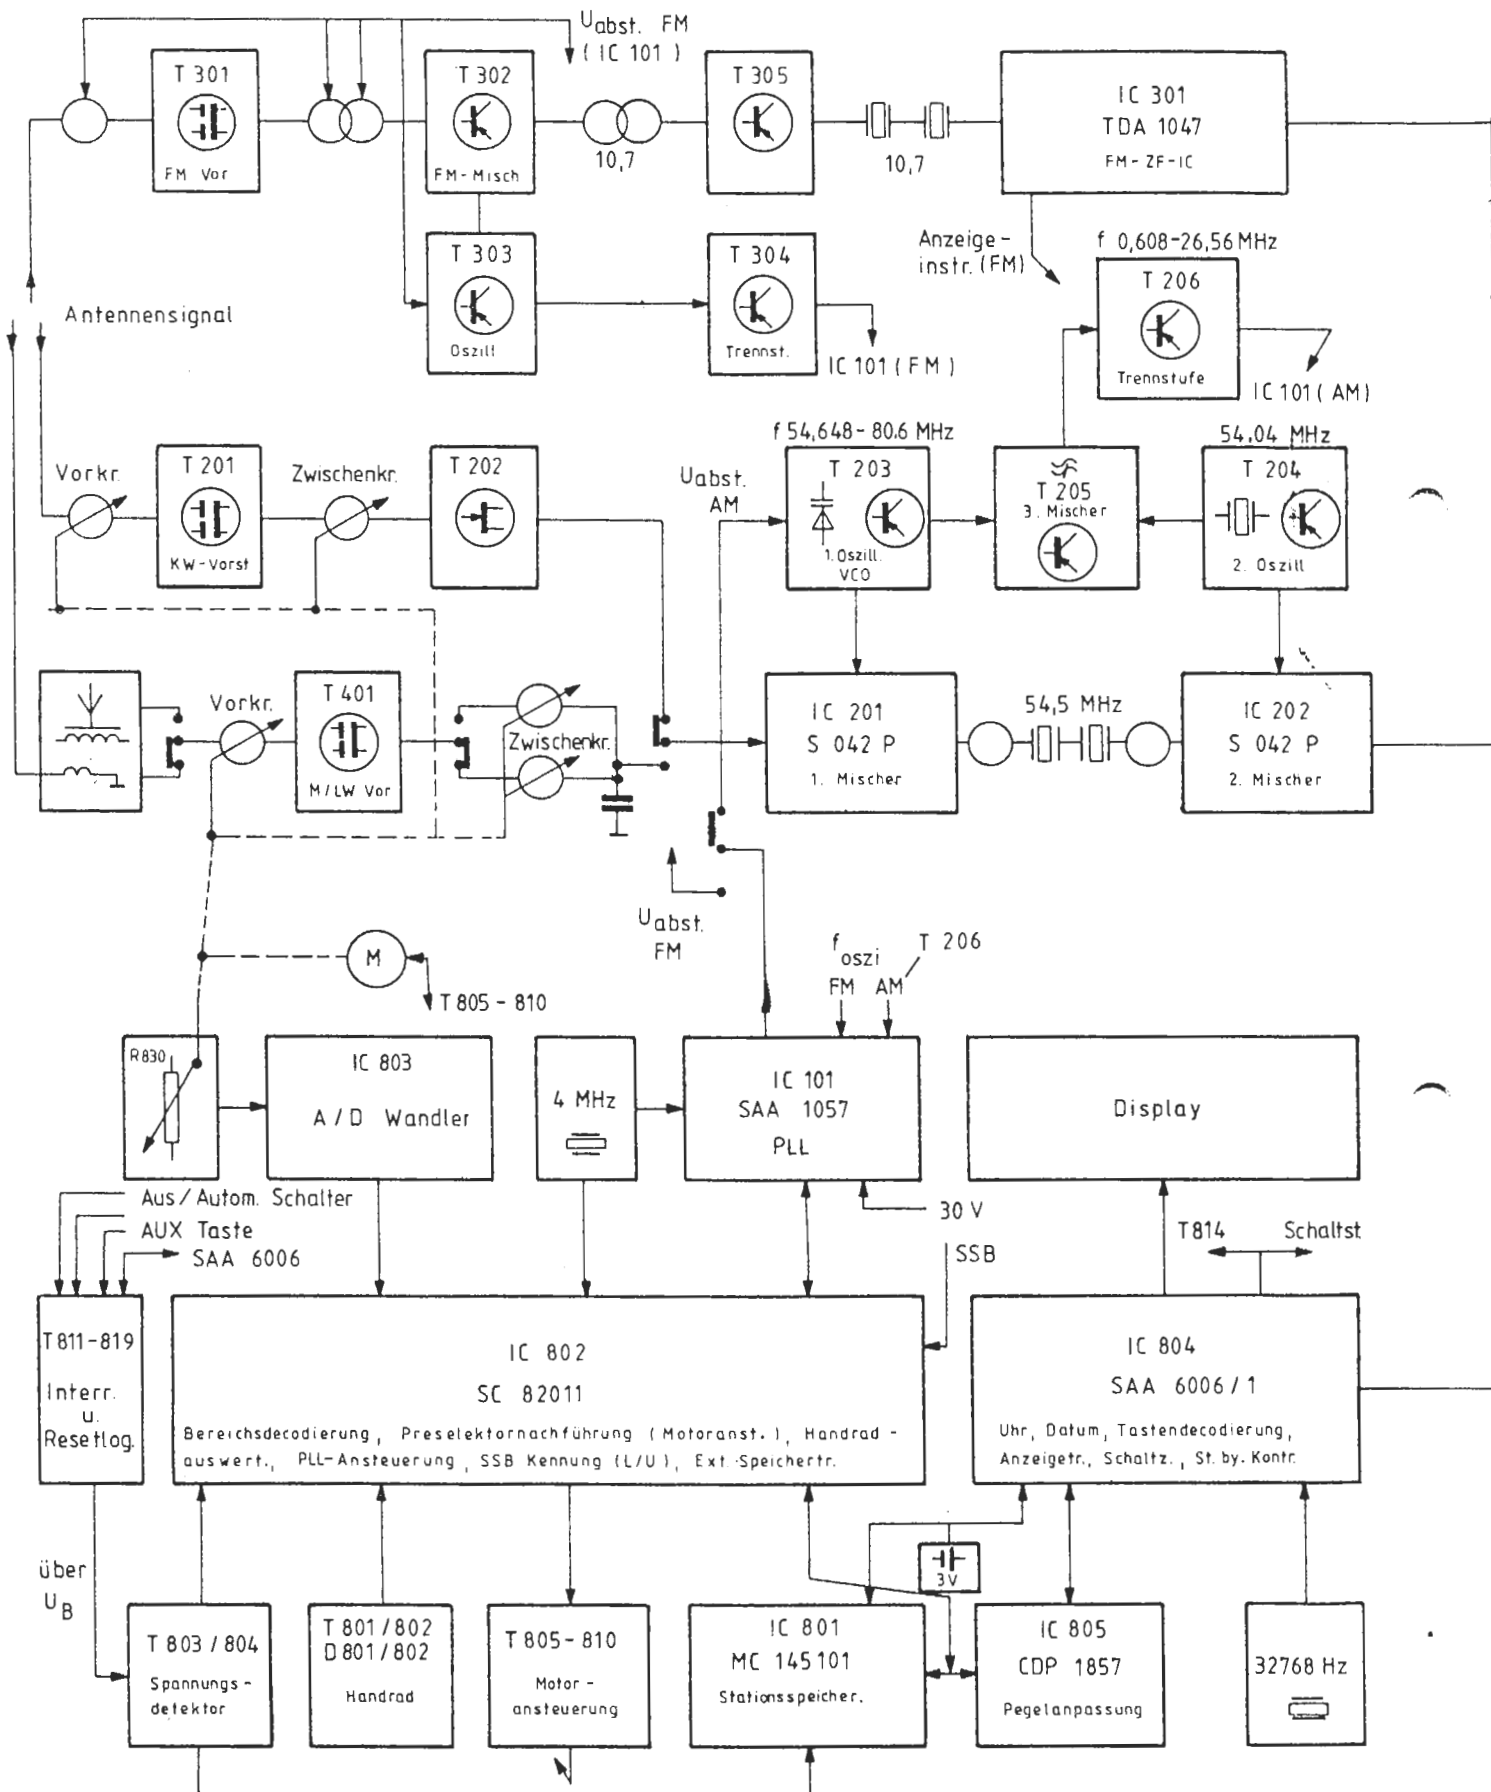 Uabst. FM
( IC 101 )
T 301
FM Vor
T 302
FM-Misch
10,7
T 305
10,7
IC 301
TDA 1047
FM-ZF-IC
Antennensignal
T 303
Oszill
T 304
Trennst.
IC 101 ( FM )
Anzeige-
instr.(FM)
f 0,608-26,56 MHz
T 206
Trennstufe
IC 101 ( AM )
Vorkr.
T 201
KW-Vorst
Zwischenkr.
T 202
Uabst.
AM
f 54,648-80.6 MHz
T 203
1. Oszill.
VCO
T 205
3. Mischer
54,04 MHz
T 204
2. Oszill
Vorkr.
T 401
M/LW Vor
Zwischenkr.
IC 201
S 042 P
1. Mischer
54,5 MHz
IC 202
S 042 P
2. Mischer
Uabst.
FM
M
T 805-810
foszi
FM
AM
T 206
R830
IC 803
A/D Wandler
4 MHz
IC 101
SAA 1057
PLL
Display
Aus/Autom. Schalter
AUX Taste
SAA 6006
30 V
SSB
T814
Schaltst.
T 811-819
Interr.
u.
Resetlog.
IC 802
SC 82011
Bereichsdecodierung, Preselektornachführung (Motoranst.), Handrad-
auswert., PLL-Ansteuerung, SSB Kennung (L/U), Ext. Speichertr.
IC 804
SAA 6006/1
Uhr, Datum, Tastendecodierung,
Anzeigetr., Schaltz., St. by. Kontr.
über
UB
3V
T 803/804
Spannungs-
detektor
T 801/802
D 801/802
Handrad
T 805-810
Motor-
ansteuerung
IC 801
MC 145101
Stationsspeicher.
IC 805
CDP 1857
Pegelanpassung
32768 Hz